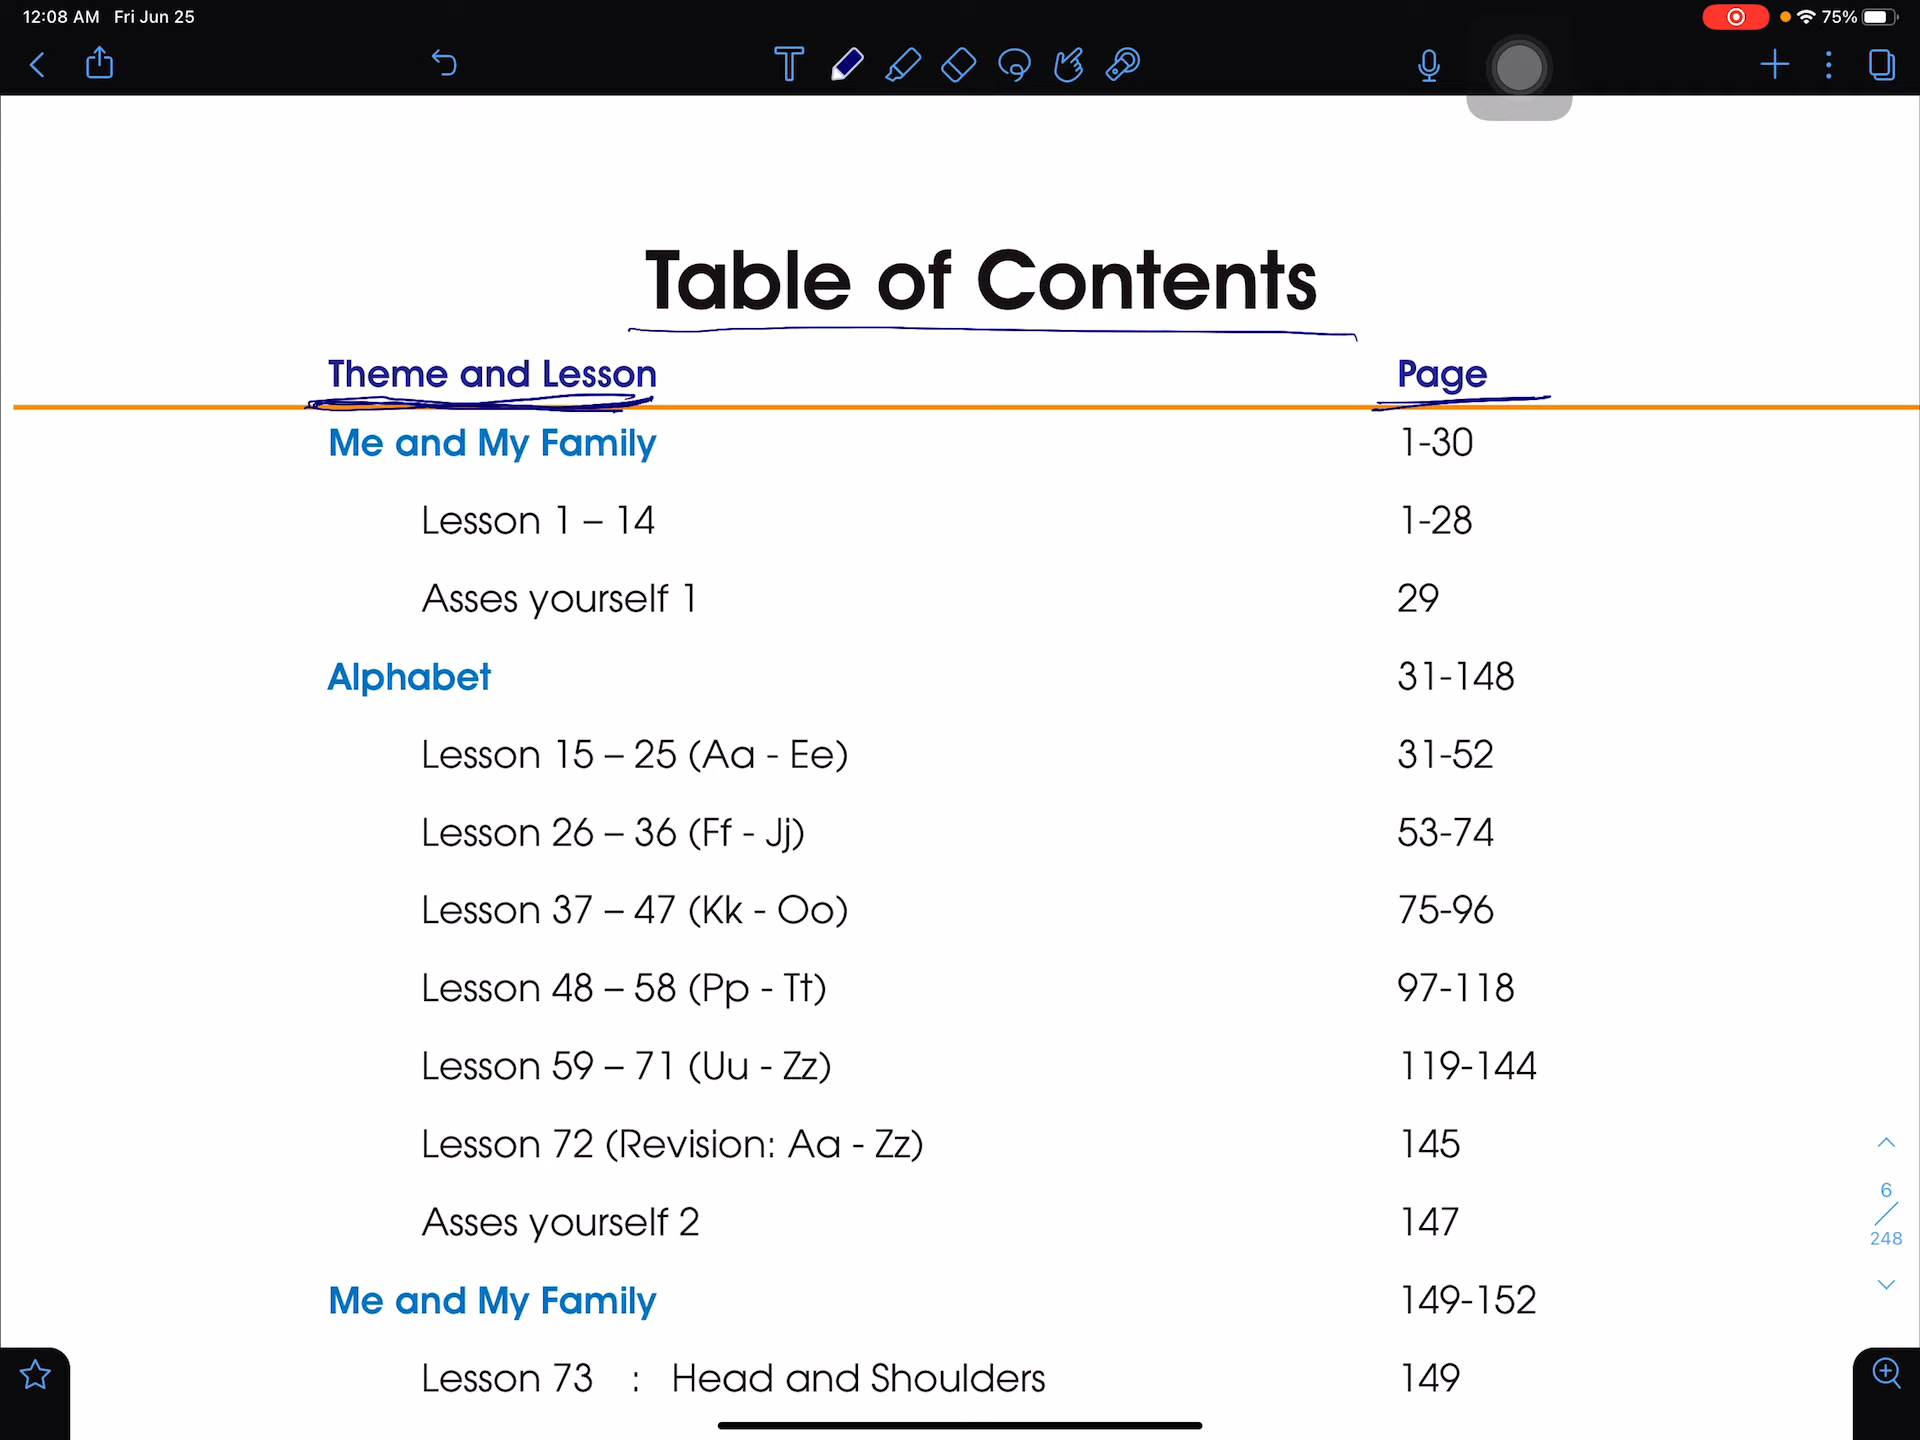 12:08 AM Fri Jun 25
75%
Table of Contents
Theme and Lesson Page
Me and My Family 1-30
Lesson 1 – 14 1-28
Asses yourself 1 29
Alphabet 31-148
Lesson 15 – 25 (Aa - Ee) 31-52
Lesson 26 – 36 (Ff - Jj) 53-74
Lesson 37 – 47 (Kk - Oo) 75-96
Lesson 48 – 58 (Pp - Tt) 97-118
Lesson 59 – 71 (Uu - Zz) 119-144
Lesson 72 (Revision: Aa - Zz) 145
Asses yourself 2 147
Me and My Family 149-152
Lesson 73 : Head and Shoulders 149
6
248